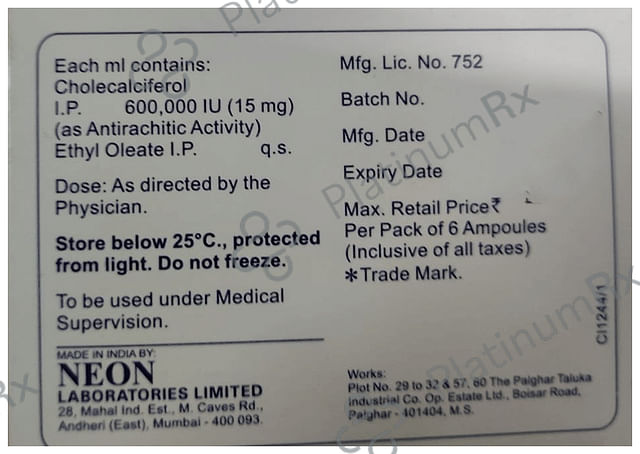 Each ml contains:
Cholecalciferol
I.P. 600,000 IU (15 mg)
(as Antirachitic Activity)
Ethyl Oleate I.P. q.s.
Dose: As directed by the
Physician.
Store below 25°C., protected
from light. Do not freeze.
To be used under Medical
Supervision.
MADE IN INDIA BY:
NEON
LABORATORIES LIMITED
28, Mahal Ind. Est., M. Caves Rd.,
Andheri (East), Mumbai - 400 093.
Mfg. Lic. No. 752
Batch No.
Mfg. Date
Expiry Date
Max. Retail Price₹
Per Pack of 6 Ampoules
(Inclusive of all taxes)
*Trade Mark.
CI1244/1
Works:
Plot No. 29 to 32 & 57, 60 The Palghar Taluka
Industrial Co. Op. Estate Ltd., Boisar Road,
Palghar - 401404, M.S.
PlatinumRx
PlatinumRx